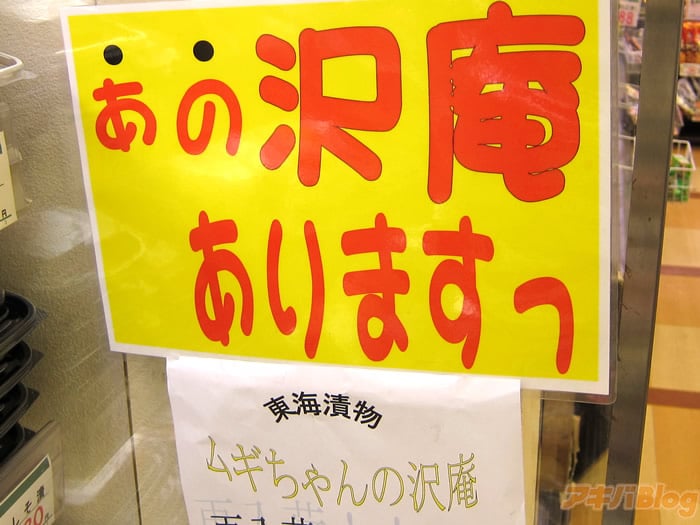 あの沢庵
ありますっ
東海漬物
ムギちゃんの沢庵
アキバBlog